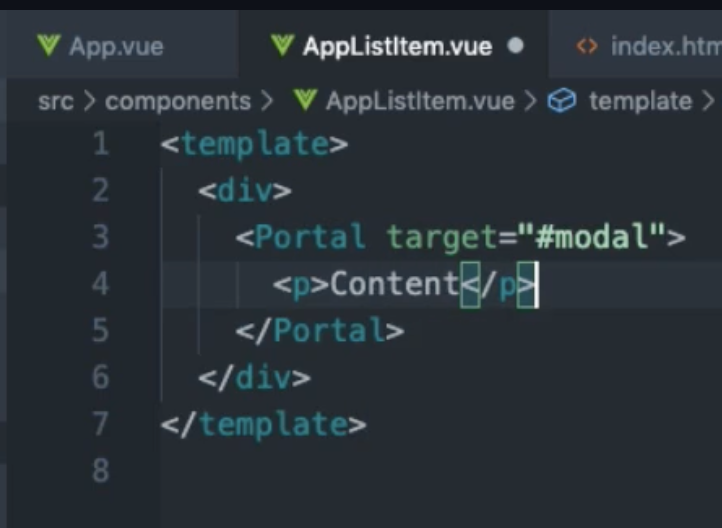 App.vue
AppListItem.vue
index.htm
src > components > AppListItem.vue > template >
1 <template>
2 <div>
3 <Portal target="#modal">
4 <p>Content</p>
5 </Portal>
6 </div>
7 </template>
8